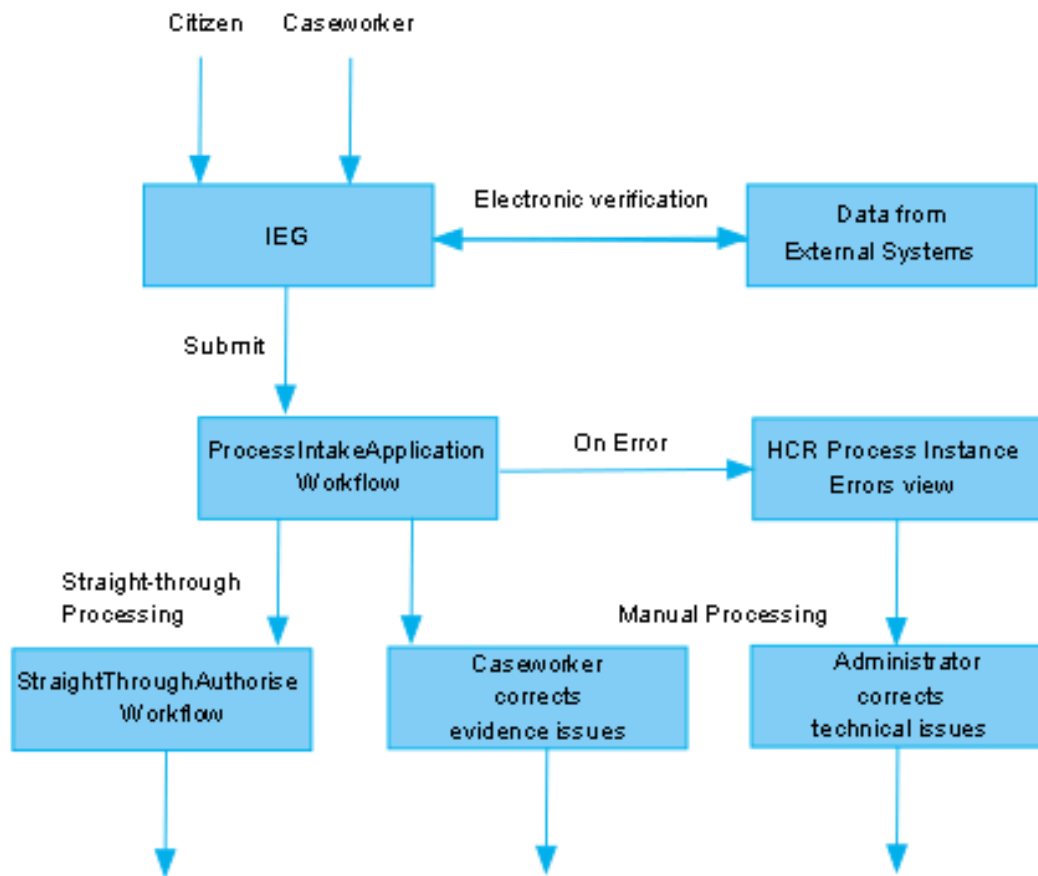 Citizen
Caseworker
IEG
Electronic verification
Data from
External Systems
Submit
ProcessIntakeApplication
Workflow
On Error
HCR Process Instance
Errors view
Straight-through
Processing
Manual Processing
StraightThroughAuthorise
Workflow
Caseworker
corrects
evidence issues
Administrator
corrects
technical issues